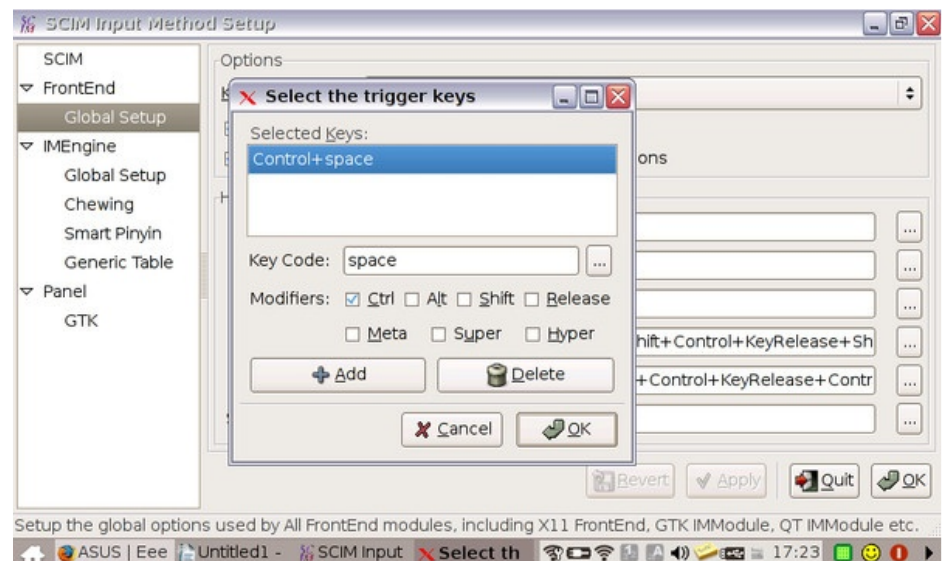 SCIM Input Method Setup
SCIM
FrontEnd
Global Setup
IMEngine
Global Setup
Chewing
Smart Pinyin
Generic Table
Panel
GTK
Options
ons
Select the trigger keys
Selected Keys:
Control+space
Key Code: space ...
Modifiers: Ctrl Alt Shift Release
Meta Super Hyper
Add Delete
Cancel OK
...
...
...
hift+Control+KeyRelease+Sh ...
+Control+KeyRelease+Contr ...
...
Revert Apply Quit OK
Setup the global options used by All FrontEnd modules, including X11 FrontEnd, GTK IMModule, QT IMModule etc.
ASUS | Eee Untitled1 - SCIM Input Select th 17:23